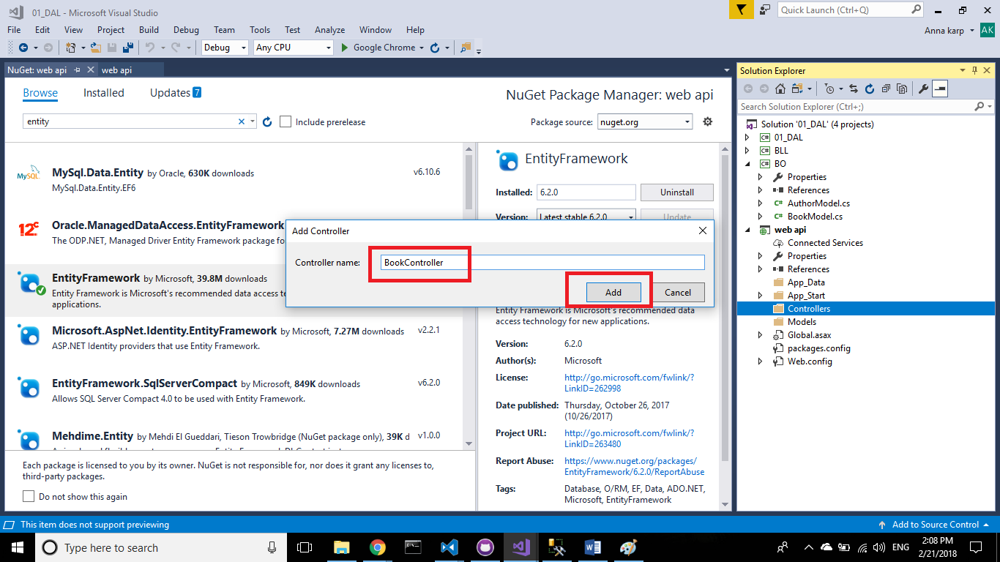 01_DAL - Microsoft Visual Studio
Quick Launch (Ctrl+Q)
File Edit View Project Build Debug Team Tools Test Analyze Window Help
Anna karp
AK
Debug Any CPU Google Chrome
NuGet: web api
web api
Browse Installed Updates 7
NuGet Package Manager: web api
entity
Include prerelease
Package source: nuget.org
MySql.Data.Entity by Oracle, 630K downloads v6.10.6
MySql.Data.Entity.EF6
MySQL
Oracle.ManagedDataAccess.EntityFramework
The ODP.NET, Managed Driver Entity Framework package fo
12c
EntityFramework by Microsoft, 39.8M downloads
Entity Framework is Microsoft's recommended data access te
applications.
Microsoft.AspNet.Identity.EntityFramework by Microsoft, 7.27M downloads v2.2.1
ASP.NET Identity providers that use Entity Framework.
EntityFramework.SqlServerCompact by Microsoft, 849K downloads v6.2.0
Allows SQL Server Compact 4.0 to be used with Entity Framework.
Mehdime.Entity by Mehdi El Gueddari, Tieson Trowbridge (NuGet package only), 39K d v1.0.0
Each package is licensed to you by its owner. NuGet is not responsible for, nor does it grant any licenses to,
third-party packages.
Do not show this again
EntityFramework
Installed: 6.2.0 Uninstall
Version: Latest stable 6.2.0 Update
Add Controller
Controller name: BookController
Add Cancel
Entity Framework is Microsoft's recommended data
access technology for new applications.
Version: 6.2.0
Author(s): Microsoft
License: http://go.microsoft.com/fwlink/?
LinkID=262998
Date published: Thursday, October 26, 2017
(10/26/2017)
Project URL: http://go.microsoft.com/fwlink/?
LinkID=263480
Report Abuse: https://www.nuget.org/packages/
EntityFramework/6.2.0/ReportAbuse
Tags: Database, O/RM, EF, Data, ADO.NET,
Microsoft, EntityFramework
Solution Explorer
Search Solution Explorer (Ctrl+;)
Solution '01_DAL' (4 projects)
C# 01_DAL
C# BLL
C# BO
Properties
References
C# AuthorModel.cs
C# BookModel.cs
web api
Connected Services
Properties
References
App_Data
App_Start
Controllers
Models
Global.asax
packages.config
Web.config
This item does not support previewing
Add to Source Control
Type here to search
ENG
2:08 PM
2/21/2018